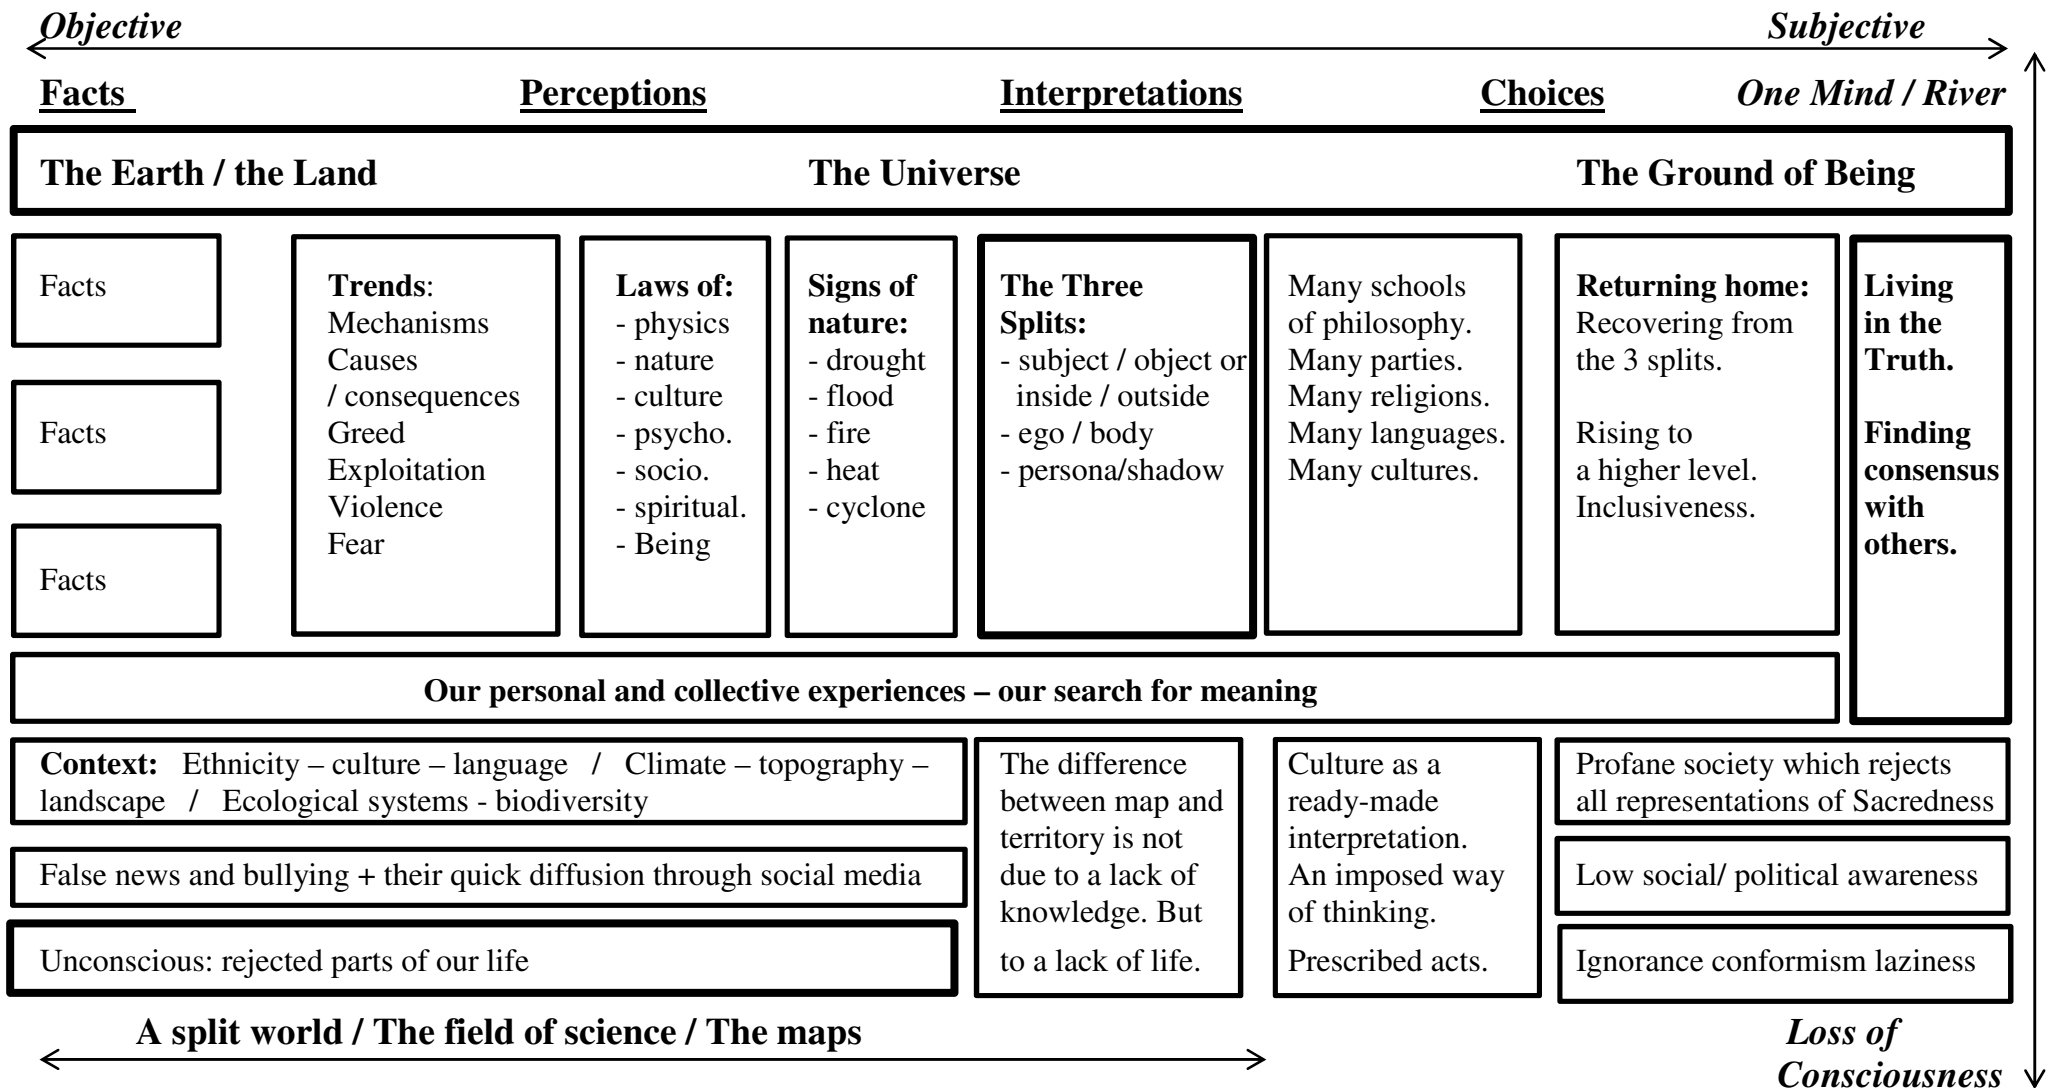 Objective
Subjective
Facts
Perceptions
Interpretations
Choices
One Mind / River
The Earth / the Land
The Universe
The Ground of Being
Facts
Facts
Facts
Trends:
Mechanisms
Causes
/ consequences
Greed
Exploitation
Violence
Fear
Laws of:
- physics
- nature
- culture
- psycho.
- socio.
- spiritual.
- Being
Signs of
nature:
- drought
- flood
- fire
- heat
- cyclone
The Three
Splits:
- subject / object or
inside / outside
- ego / body
- persona/shadow
Many schools
of philosophy.
Many parties.
Many religions.
Many languages.
Many cultures.
Returning home:
Recovering from
the 3 splits.
Rising to
a higher level.
Inclusiveness.
Living
in the
Truth.
Finding
consensus
with
others.
Our personal and collective experiences – our search for meaning
Context: Ethnicity – culture – language / Climate – topography –
landscape / Ecological systems - biodiversity
False news and bullying + their quick diffusion through social media
Unconscious: rejected parts of our life
The difference
between map and
territory is not
due to a lack of
knowledge. But
to a lack of life.
Culture as a
ready-made
interpretation.
An imposed way
of thinking.
Prescribed acts.
Profane society which rejects
all representations of Sacredness
Low social/ political awareness
Ignorance conformism laziness
A split world / The field of science / The maps
Loss of
Consciousness